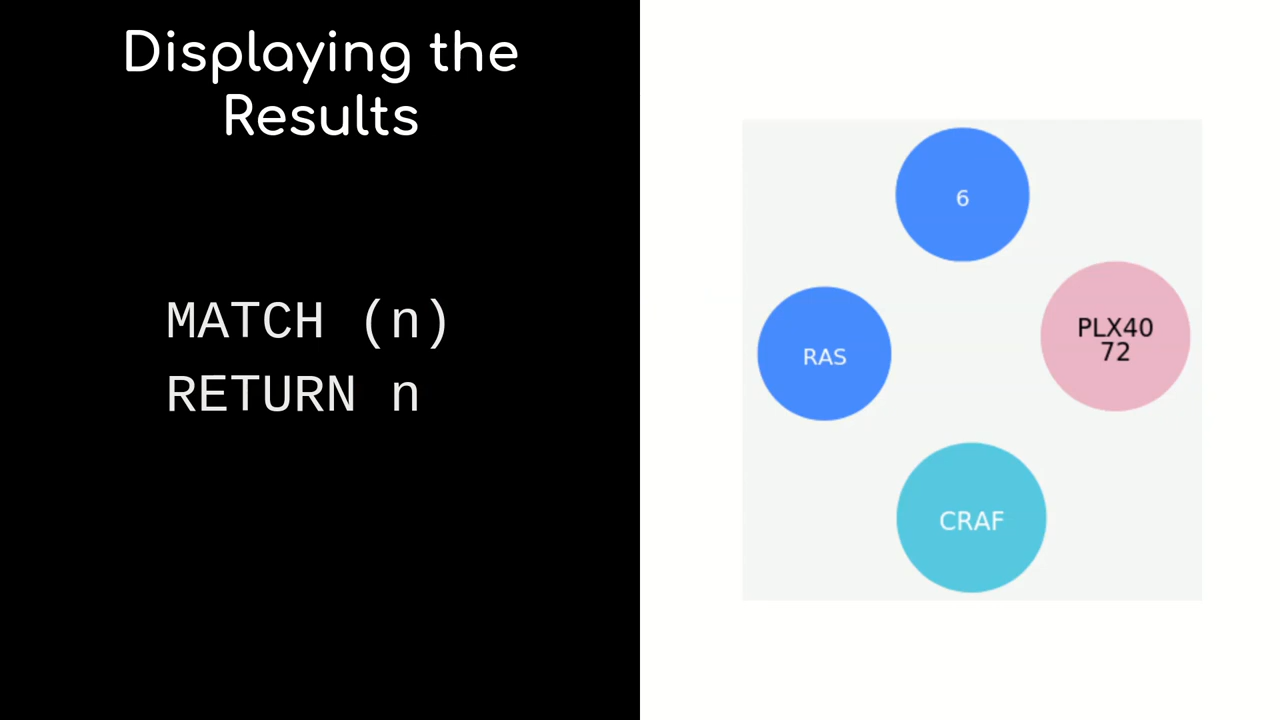 Displaying the
Results
MATCH (n)
RETURN n
6
RAS
PLX40
72
CRAF